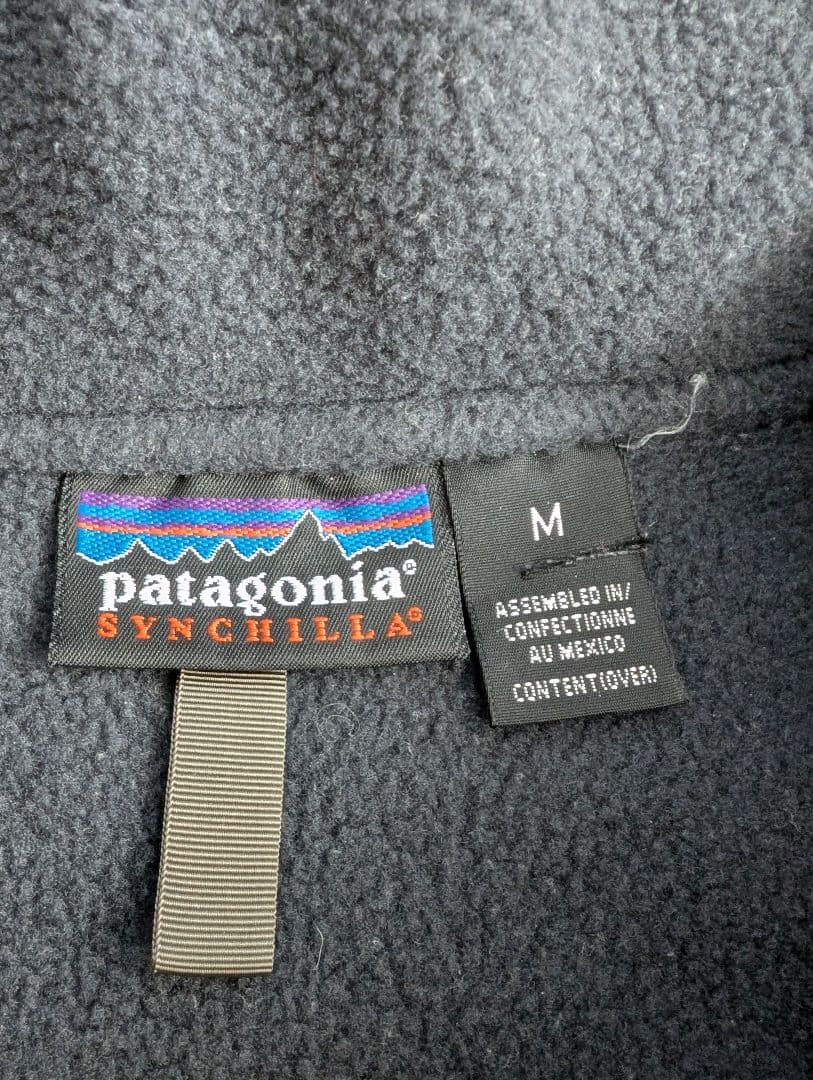 patagonia®
SYNCHILLA®
M
ASSEMBLED IN/
CONFECTIONNE
AU MEXICO
CONTENT(OVER)